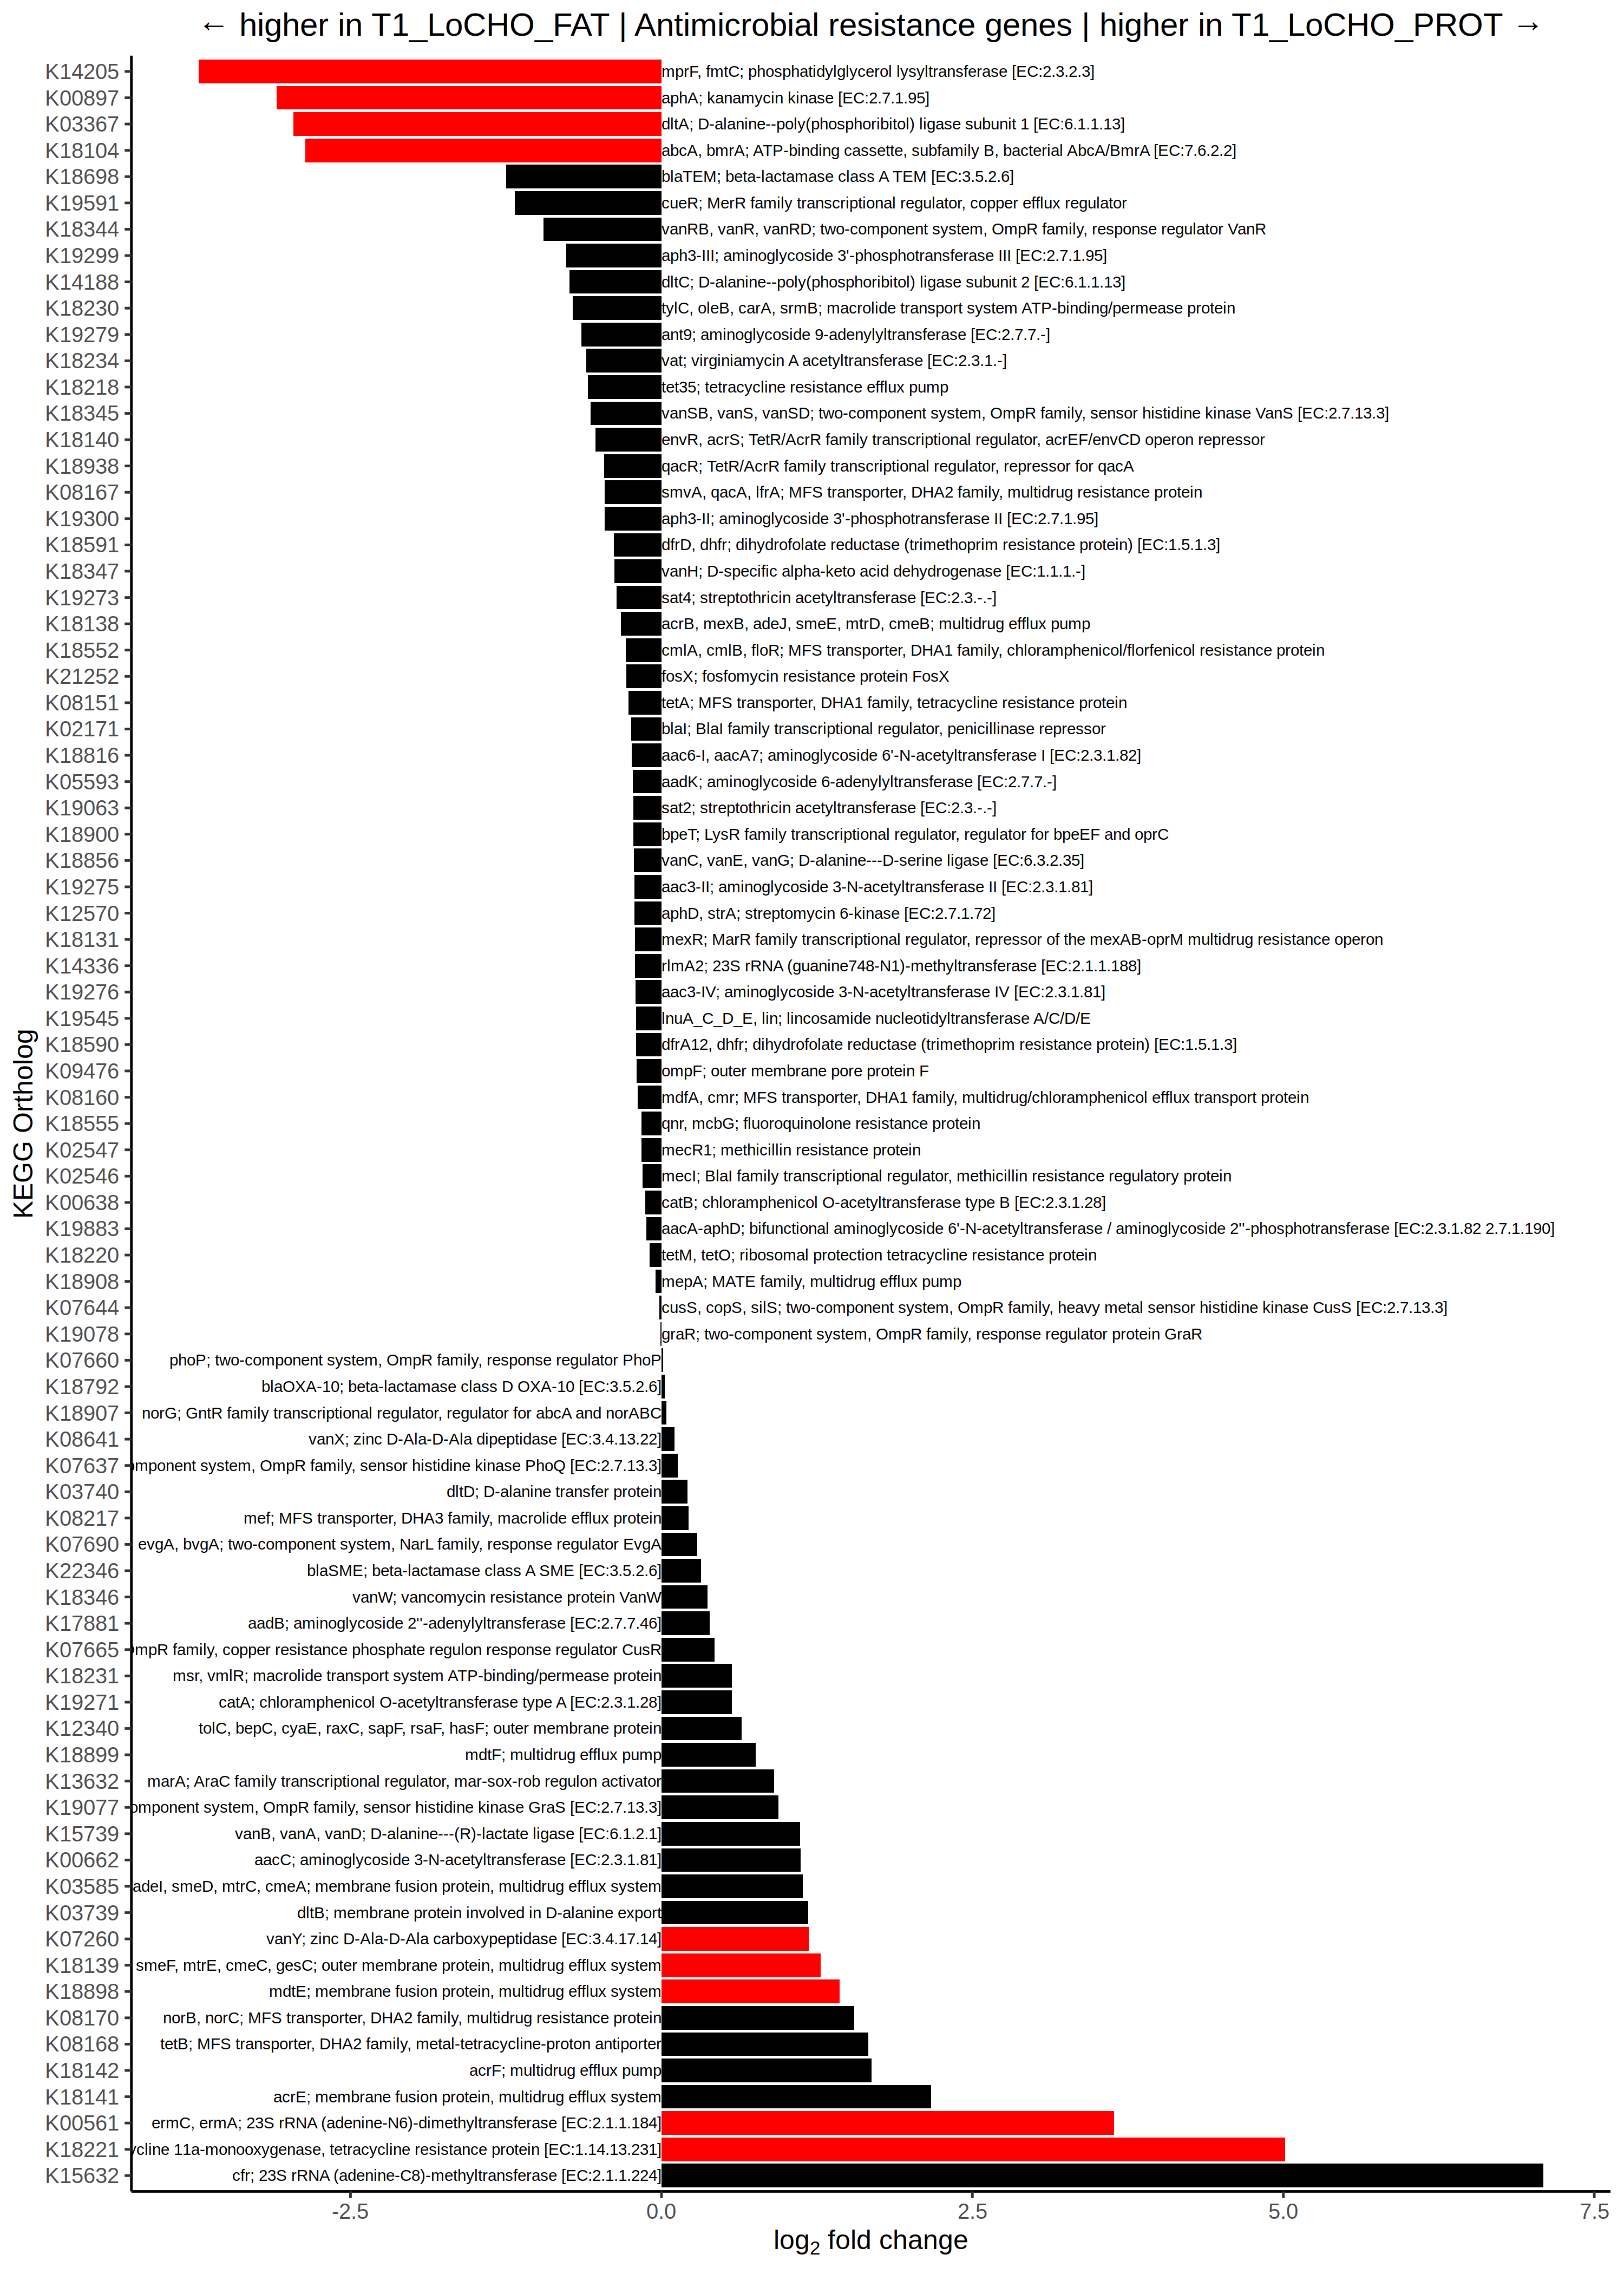 ← higher in T1_LoCHO_FAT | Antimicrobial resistance genes | higher in T1_LoCHO_PROT →
K14205 mprF, fmtC; phosphatidylglycerol lysyltransferase [EC:2.3.2.3]
K00897 aphA; kanamycin kinase [EC:2.7.1.95]
K03367 dltA; D-alanine--poly(phosphoribitol) ligase subunit 1 [EC:6.1.1.13]
K18104 abcA, bmrA; ATP-binding cassette, subfamily B, bacterial AbcA/BmrA [EC:7.6.2.2]
K18698 blaTEM; beta-lactamase class A TEM [EC:3.5.2.6]
K19591 cueR; MerR family transcriptional regulator, copper efflux regulator
K18344 vanRB, vanR, vanRD; two-component system, OmpR family, response regulator VanR
K19299 aph3-III; aminoglycoside 3'-phosphotransferase III [EC:2.7.1.95]
K14188 dltC; D-alanine--poly(phosphoribitol) ligase subunit 2 [EC:6.1.1.13]
K18230 tylC, oleB, carA, srmB; macrolide transport system ATP-binding/permease protein
K19279 ant9; aminoglycoside 9-adenylyltransferase [EC:2.7.7.-]
K18234 vat; virginiamycin A acetyltransferase [EC:2.3.1.-]
K18218 tet35; tetracycline resistance efflux pump
K18345 vanSB, vanS, vanSD; two-component system, OmpR family, sensor histidine kinase VanS [EC:2.7.13.3]
K18140 envR, acrS; TetR/AcrR family transcriptional regulator, acrEF/envCD operon repressor
K18938 qacR; TetR/AcrR family transcriptional regulator, repressor for qacA
K08167 smvA, qacA, lfrA; MFS transporter, DHA2 family, multidrug resistance protein
K19300 aph3-II; aminoglycoside 3'-phosphotransferase II [EC:2.7.1.95]
K18591 dfrD, dhfr; dihydrofolate reductase (trimethoprim resistance protein) [EC:1.5.1.3]
K18347 vanH; D-specific alpha-keto acid dehydrogenase [EC:1.1.1.-]
K19273 sat4; streptothricin acetyltransferase [EC:2.3.-.-]
K18138 acrB, mexB, adeJ, smeE, mtrD, cmeB; multidrug efflux pump
K18552 cmlA, cmlB, floR; MFS transporter, DHA1 family, chloramphenicol/florfenicol resistance protein
K21252 fosX; fosfomycin resistance protein FosX
K08151 tetA; MFS transporter, DHA1 family, tetracycline resistance protein
K02171 blaI; BlaI family transcriptional regulator, penicillinase repressor
K18816 aac6-I, aacA7; aminoglycoside 6'-N-acetyltransferase I [EC:2.3.1.82]
K05593 aadK; aminoglycoside 6-adenylyltransferase [EC:2.7.7.-]
K19063 sat2; streptothricin acetyltransferase [EC:2.3.-.-]
K18900 bpeT; LysR family transcriptional regulator, regulator for bpeEF and oprC
K18856 vanC, vanE, vanG; D-alanine---D-serine ligase [EC:6.3.2.35]
K19275 aac3-II; aminoglycoside 3-N-acetyltransferase II [EC:2.3.1.81]
K12570 aphD, strA; streptomycin 6-kinase [EC:2.7.1.72]
K18131 mexR; MarR family transcriptional regulator, repressor of the mexAB-oprM multidrug resistance operon
K14336 rlmA2; 23S rRNA (guanine748-N1)-methyltransferase [EC:2.1.1.188]
K19276 aac3-IV; aminoglycoside 3-N-acetyltransferase IV [EC:2.3.1.81]
K19545 lnuA_C_D_E, lin; lincosamide nucleotidyltransferase A/C/D/E
K18590 dfrA12, dhfr; dihydrofolate reductase (trimethoprim resistance protein) [EC:1.5.1.3]
K09476 ompF; outer membrane pore protein F
K08160 mdfA, cmr; MFS transporter, DHA1 family, multidrug/chloramphenicol efflux transport protein
K18555 qnr, mcbG; fluoroquinolone resistance protein
K02547 mecR1; methicillin resistance protein
K02546 mecI; BlaI family transcriptional regulator, methicillin resistance regulatory protein
K00638 catB; chloramphenicol O-acetyltransferase type B [EC:2.3.1.28]
K19883 aacA-aphD; bifunctional aminoglycoside 6'-N-acetyltransferase / aminoglycoside 2''-phosphotransferase [EC:2.3.1.82 2.7.1.190]
K18220 tetM, tetO; ribosomal protection tetracycline resistance protein
K18908 mepA; MATE family, multidrug efflux pump
K07644 cusS, copS, silS; two-component system, OmpR family, heavy metal sensor histidine kinase CusS [EC:2.7.13.3]
K19078 graR; two-component system, OmpR family, response regulator protein GraR
K07660 phoP; two-component system, OmpR family, response regulator PhoP
K18792 blaOXA-10; beta-lactamase class D OXA-10 [EC:3.5.2.6]
K18907 norG; GntR family transcriptional regulator, regulator for abcA and norABC
K08641 vanX; zinc D-Ala-D-Ala dipeptidase [EC:3.4.13.22]
K07637 system, OmpR family, sensor histidine kinase PhoQ [EC:2.7.13.3]
K03740 dltD; D-alanine transfer protein
K08217 mef; MFS transporter, DHA3 family, macrolide efflux protein
K07690 evgA, bvgA; two-component system, NarL family, response regulator EvgA
K22346 blaSME; beta-lactamase class A SME [EC:3.5.2.6]
K18346 vanW; vancomycin resistance protein VanW
K17881 aadB; aminoglycoside 2''-adenylyltransferase [EC:2.7.7.46]
K07665 family, copper resistance phosphate regulon response regulator CusR
K18231 msr, vmlR; macrolide transport system ATP-binding/permease protein
K19271 catA; chloramphenicol O-acetyltransferase type A [EC:2.3.1.28]
K12340 tolC, bepC, cyaE, raxC, sapF, rsaF, hasF; outer membrane protein
K18899 mdtF; multidrug efflux pump
K13632 marA; AraC family transcriptional regulator, mar-sox-rob regulon activator
K19077 system, OmpR family, sensor histidine kinase GraS [EC:2.7.13.3]
K15739 vanB, vanA, vanD; D-alanine---(R)-lactate ligase [EC:6.1.2.1]
K00662 aacC; aminoglycoside 3-N-acetyltransferase [EC:2.3.1.81]
K03585 adeI, smeD, mtrC, cmeA; membrane fusion protein, multidrug efflux system
K03739 dltB; membrane protein involved in D-alanine export
K07260 vanY; zinc D-Ala-D-Ala carboxypeptidase [EC:3.4.17.14]
K18139 smeF, mtrE, cmeC, gesC; outer membrane protein, multidrug efflux system
K18898 mdtE; membrane fusion protein, multidrug efflux system
K08170 norB, norC; MFS transporter, DHA2 family, multidrug resistance protein
K08168 tetB; MFS transporter, DHA2 family, metal-tetracycline-proton antiporter
K18142 acrF; multidrug efflux pump
K18141 acrE; membrane fusion protein, multidrug efflux system
K00561 ermC, ermA; 23S rRNA (adenine-N6)-dimethyltransferase [EC:2.1.1.184]
K18221 11a-monooxygenase, tetracycline resistance protein [EC:1.14.13.231]
K15632 cfr; 23S rRNA (adenine-C8)-methyltransferase [EC:2.1.1.224]
-2.5 0.0 2.5 5.0 7.5
log2 fold change
KEGG Ortholog